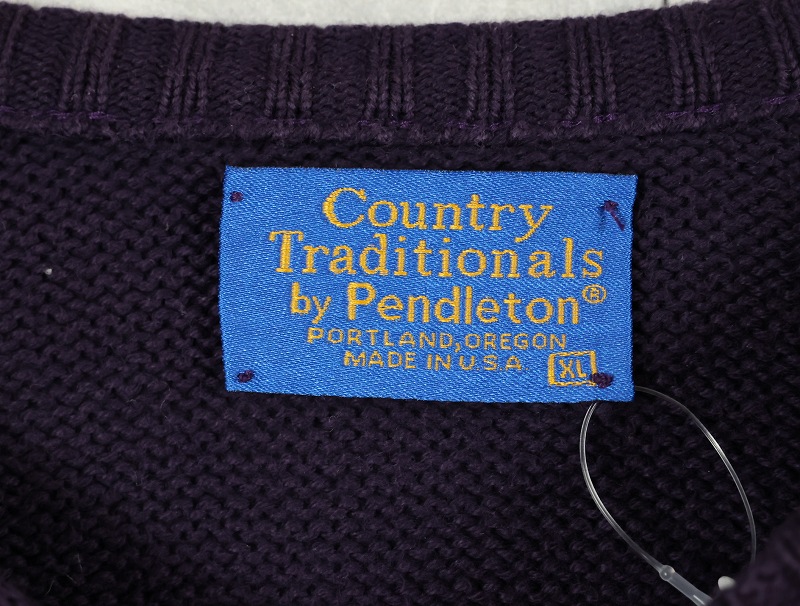 Country
Traditionals
by Pendleton®
PORTLAND, OREGON
MADE IN U S A
XL